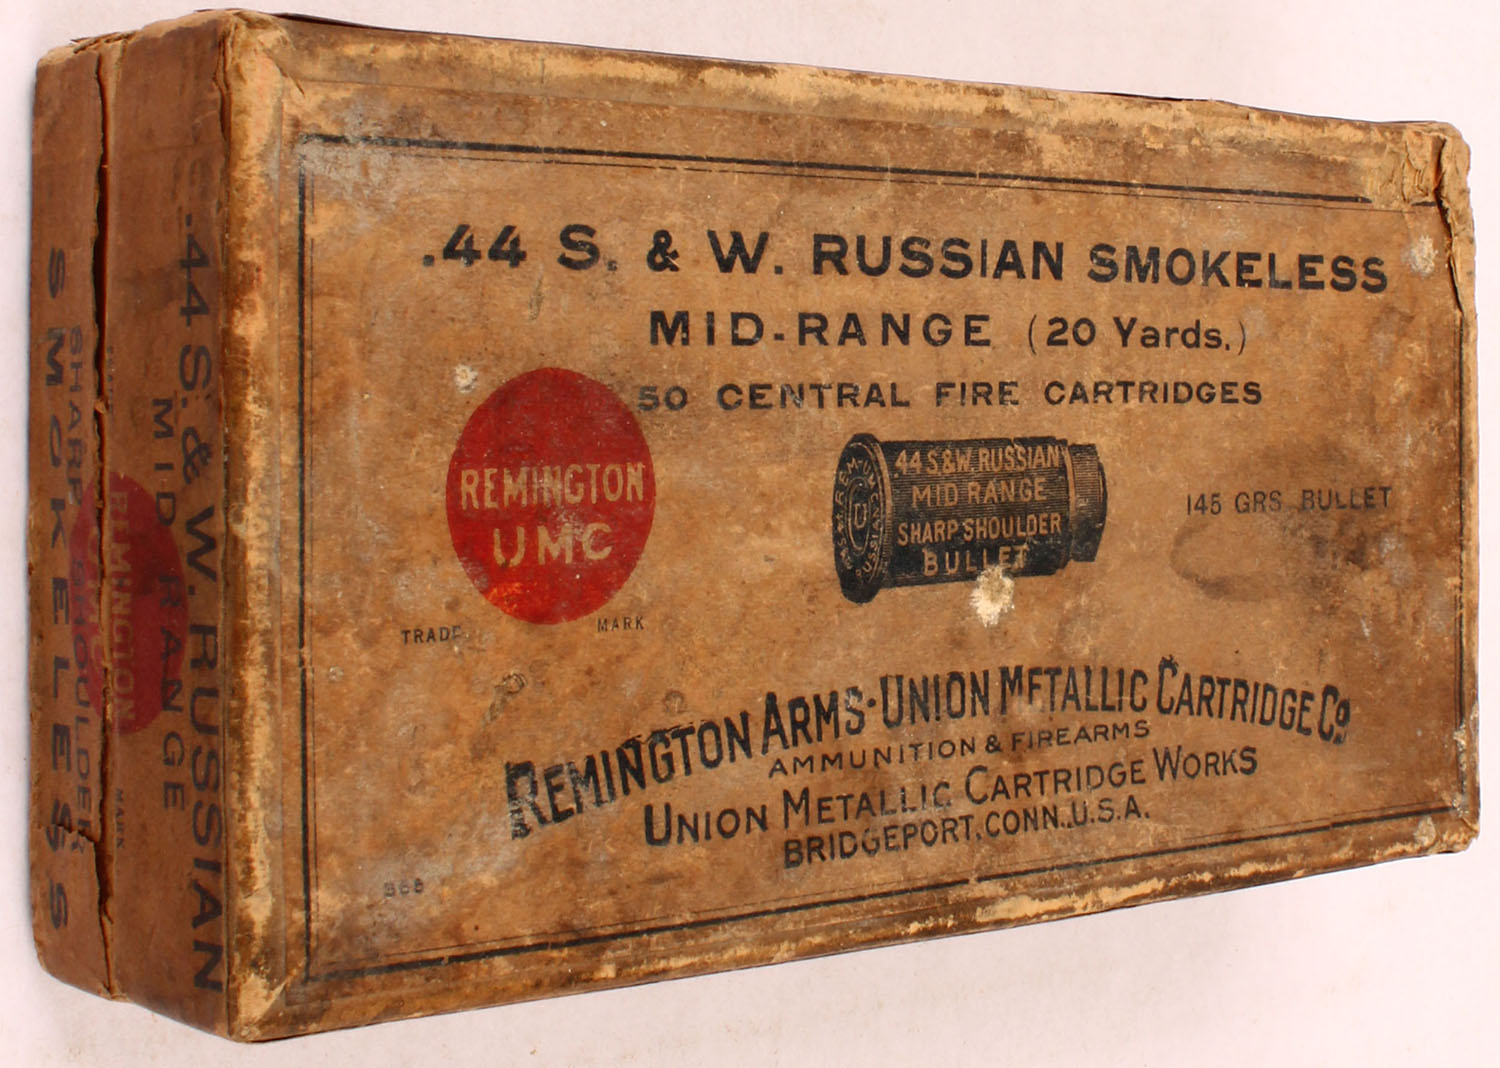 .44 S. & W. RUSSIAN SMOKELESS
MID-RANGE (20 Yards.)
50 CENTRAL FIRE CARTRIDGES
REMINGTON
UMC
TRADE MARK
44 S&W. RUSSIAN
MID RANGE
SHARP SHOULDER
BULLET
145 GRS BULLET
REMINGTON ARMS-UNION METALLIC CARTRIDGE CO.
AMMUNITION & FIREARMS
UNION METALLIC CARTRIDGE WORKS
BRIDGEPORT, CONN., U.S.A.
.44 S. & W. RUSSIAN
MID RANGE
REMINGTON
MARK
SHARP SHOULDER
SMOKELESS